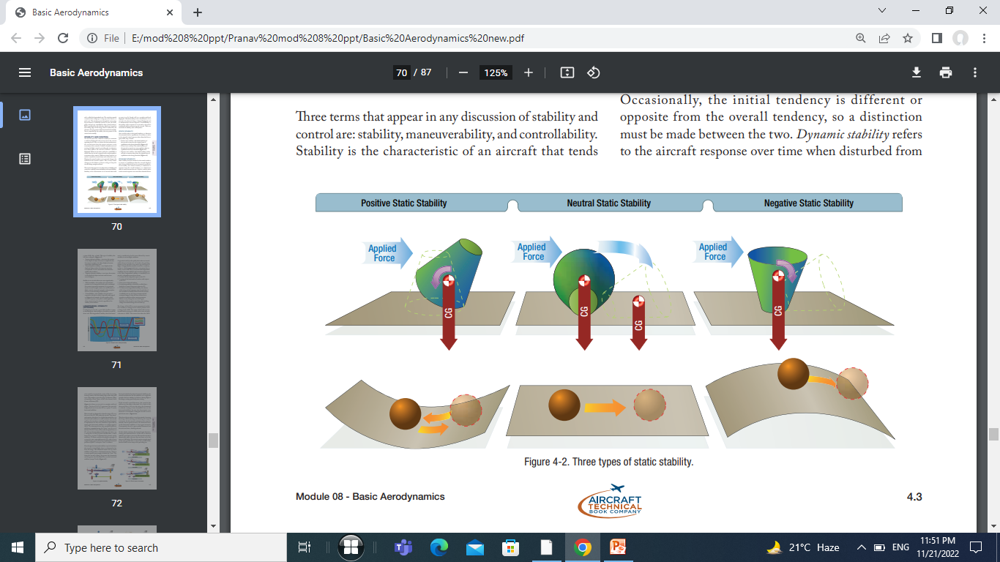 Basic Aerodynamics
File
E:/mod%208%20ppt/Pranav%20mod%208%20ppt/Basic%20Aerodynamics%20new.pdf
Basic Aerodynamics
70 / 87
125%
70
71
72
Three terms that appear in any discussion of stability and
control are: stability, maneuverability, and controllability.
Stability is the characteristic of an aircraft that tends
Occasionally, the initial tendency is different or
opposite from the overall tendency, so a distinction
must be made between the two. Dynamic stability refers
to the aircraft response over time when disturbed from
Positive Static Stability
Neutral Static Stability
Negative Static Stability
Applied
Force
CG
Applied
Force
CG
CG
Applied
Force
CG
Figure 4-2. Three types of static stability.
Module 08 - Basic Aerodynamics
AIRCRAFT
TECHNICAL
BOOK COMPANY
4.3
Type here to search
21°C Haze
ENG
11:51 PM
11/21/2022